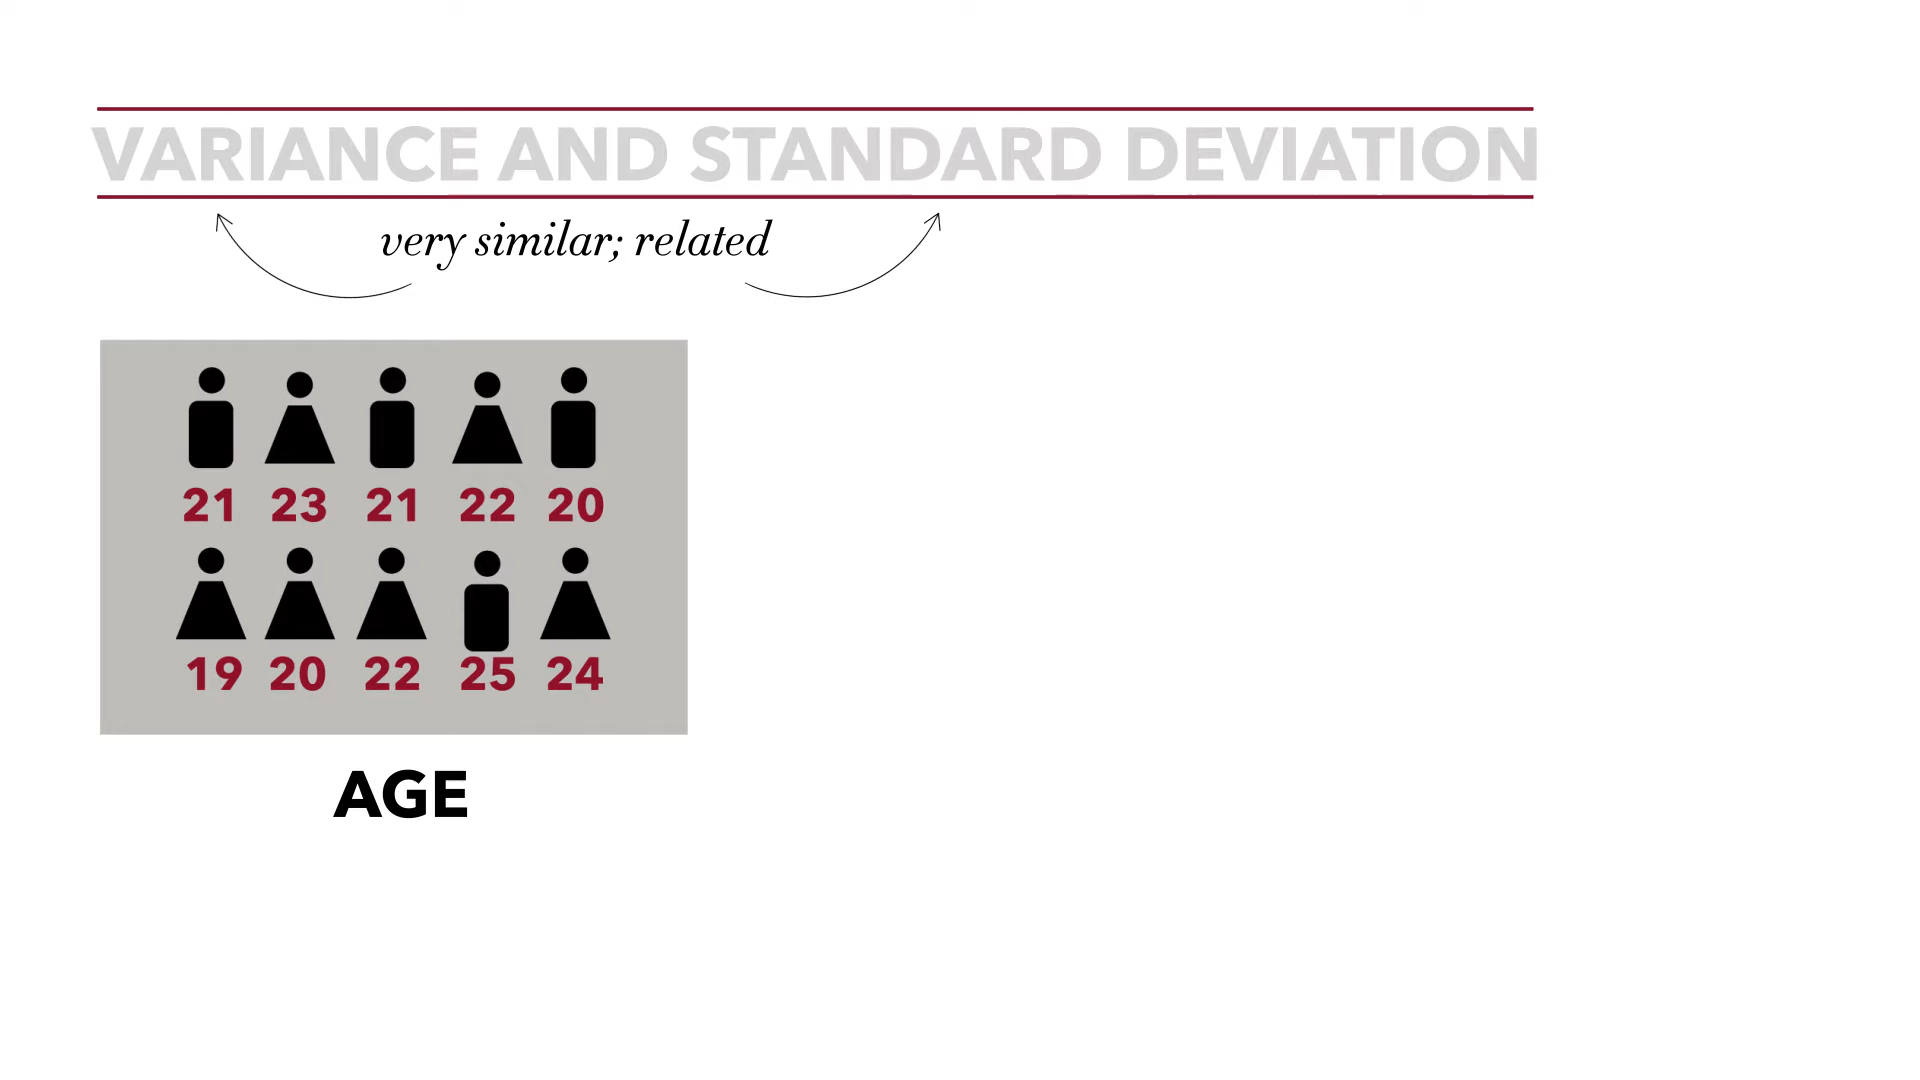 VARIANCE AND STANDARD DEVIATION
very similar; related
21 23 21 22 20
19 20 22 25 24
AGE